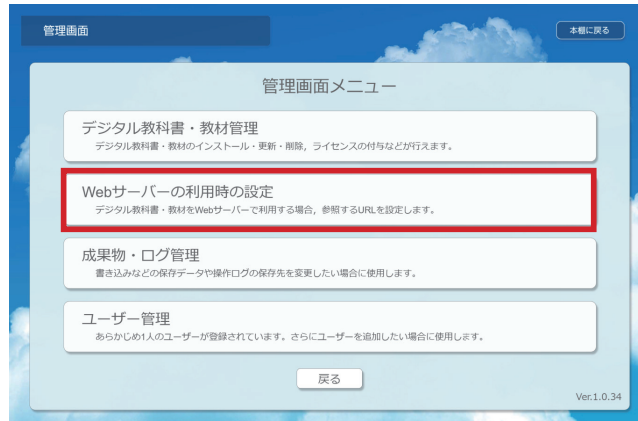 管理画面
本棚に戻る
管理画面メニュー
デジタル教科書・教材管理
デジタル教科書・教材のインストール・更新・削除，ライセンスの付与などが行えます。
Webサーバーの利用時の設定
デジタル教科書・教材をWebサーバーで利用する場合，参照するURLを設定します。
成果物・ログ管理
書き込みなどの保存データや操作ログの保存先を変更したい場合に使用します。
ユーザー管理
あらかじめ1人のユーザーが登録されています。さらにユーザーを追加したい場合に使用します。
戻る
Ver.1.0.34